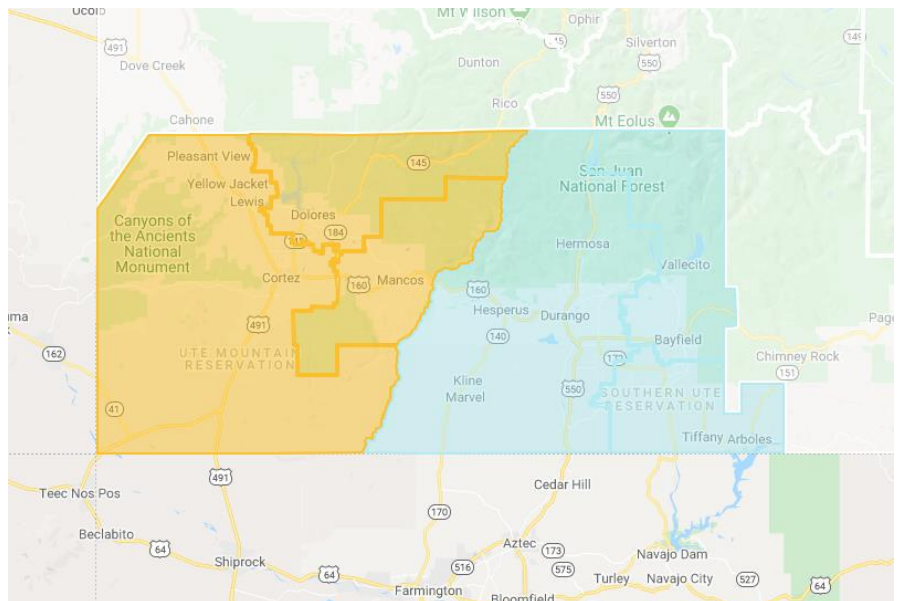 Ucolo
Mt Wilson
Ophir
145
149
491
Silverton
550
Dove Creek
Dunton
550
Rico
Cahone
Mt Eolus
Pleasant View
145
San Juan
National Forest
Yellow Jacket
Lewis
Dolores
Canyons of
the Ancients
National
Monument
184
145
Hermosa
Vallecito
Cortez
160
Mancos
160
Hesperus
Durango
491
140
Bayfield
162
UTE MOUNTAIN
RESERVATION
172
Chimney Rock
151
Kline
Marvel
550
SOUTHERN UTE
RESERVATION
41
Tiffany
Arboles
491
Teec Nos Pos
Cedar Hill
170
Beclabito
64
Aztec
173
Navajo Dam
Shiprock
64
516
575
Turley
Navajo City
527
64
Farmington
Bloomfield